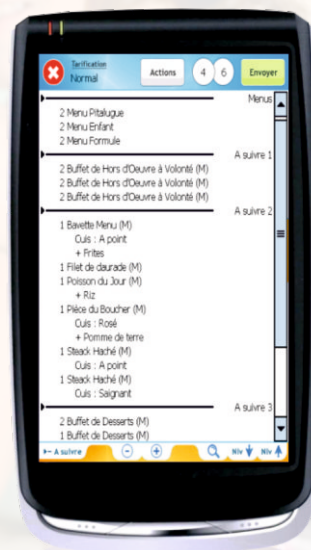 Tarification
Normal
Actions
4
6
Envoyer
Menus
2 Menu Pitalugue
2 Menu Enfant
2 Menu Formule
A suivre 1
2 Buffet de Hors d'Oeuvre à Volonté (M)
2 Buffet de Hors d'Oeuvre à Volonté (M)
2 Buffet de Hors d'Oeuvre à Volonté (M)
A suivre 2
1 Bavette Menu (M)
Cuis : A point
+ Frites
1 Filet de daurade (M)
1 Poisson du Jour (M)
+ Riz
1 Pièce du Boucher (M)
Cuis : Rosé
+ Pomme de terre
1 Steack Haché (M)
Cuis : A point
1 Steack Haché (M)
Cuis : Saignant
A suivre 3
2 Buffet de Desserts (M)
1 Buffet de Desserts (M)
A suivre
Niv
Niv